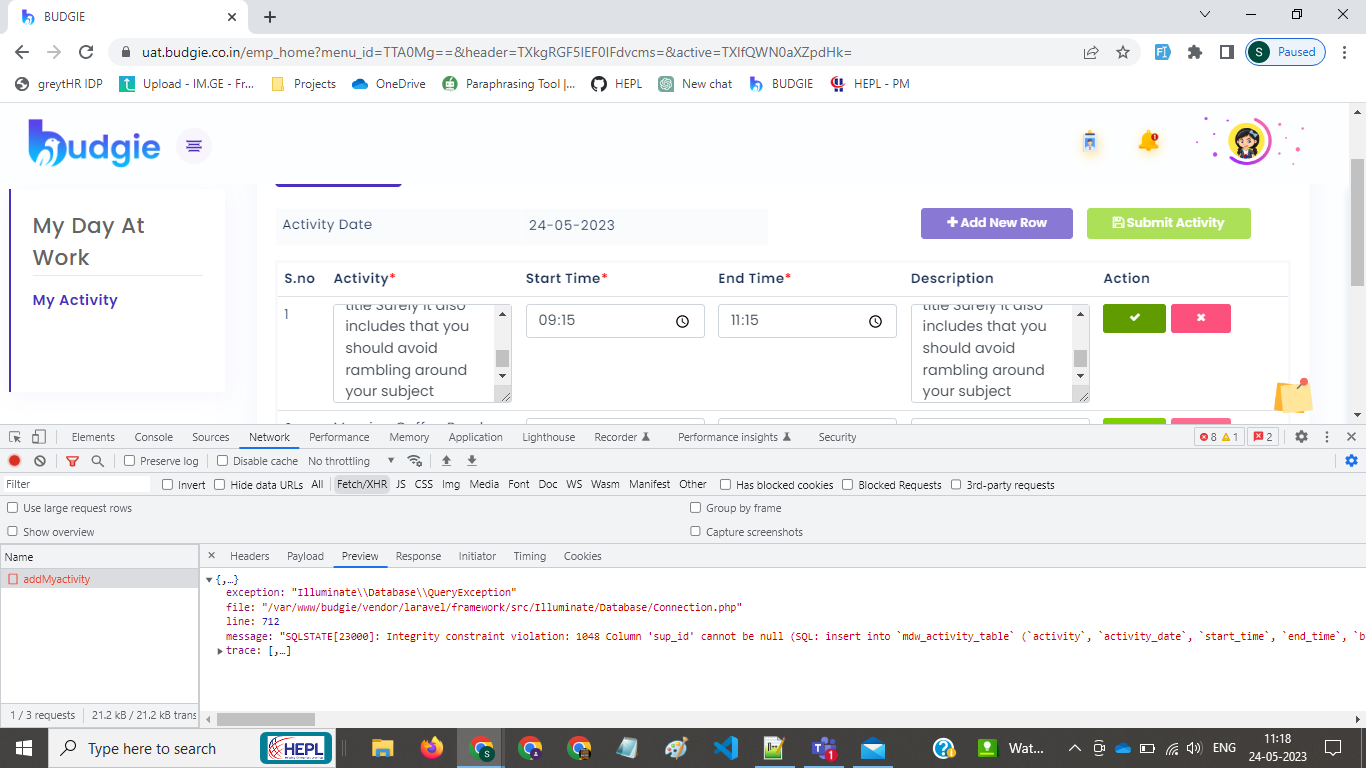 BUDGIE
uat.budgie.co.in/emp_home?menu_id=TTA0Mg==&header=TXkgRGF5IEF0IFdvcms=&active=TXlfQWN0aXZpdHk=
S Paused
greytHR IDP Upload - IM.GE - Fr... Projects OneDrive Paraphrasing Tool |... HEPL New chat BUDGIE HEPL - PM
budgie
My Day At
Work
My Activity
Activity Date 24-05-2023 Add New Row Submit Activity
S.no Activity* Start Time* End Time* Description Action
1
title Surely it also
includes that you
should avoid
rambling around
your subject
09:15 11:15
title Surely it also
includes that you
should avoid
rambling around
your subject
Elements Console Sources Network Performance Memory Application Lighthouse Recorder Performance insights Security 8 1 2
Preserve log Disable cache No throttling
Filter Invert Hide data URLs All Fetch/XHR JS CSS Img Media Font Doc WS Wasm Manifest Other Has blocked cookies Blocked Requests 3rd-party requests
Use large request rows Group by frame
Show overview Capture screenshots
Name Headers Payload Preview Response Initiator Timing Cookies
addMyactivity
{,…}
exception: "Illuminate\\Database\\QueryException"
file: "/var/www/budgie/vendor/laravel/framework/src/Illuminate/Database/Connection.php"
line: 712
message: "SQLSTATE[23000]: Integrity constraint violation: 1048 Column 'sup_id' cannot be null (SQL: insert into `mdw_activity_table` (`activity`, `activity_date`, `start_time`, `end_time`, `b
trace: [,…]
1 / 3 requests 21.2 kB / 21.2 kB trans
Type here to search HEPL 1 Wat... ENG 11:18
24-05-2023